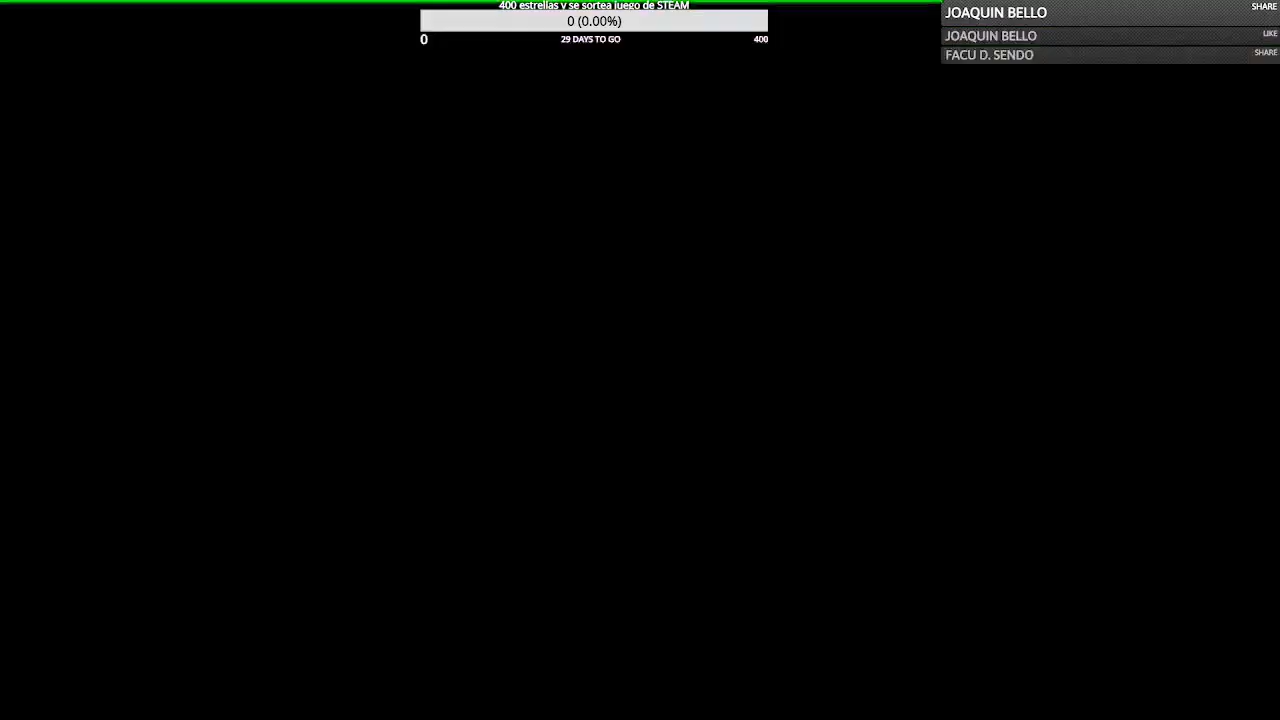 400 estrellas y se sortea juego de STEAM
0 (0.00%)
0 29 DAYS TO GO 400
JOAQUIN BELLO SHARE
JOAQUIN BELLO LIKE
FACU D. SENDO SHARE